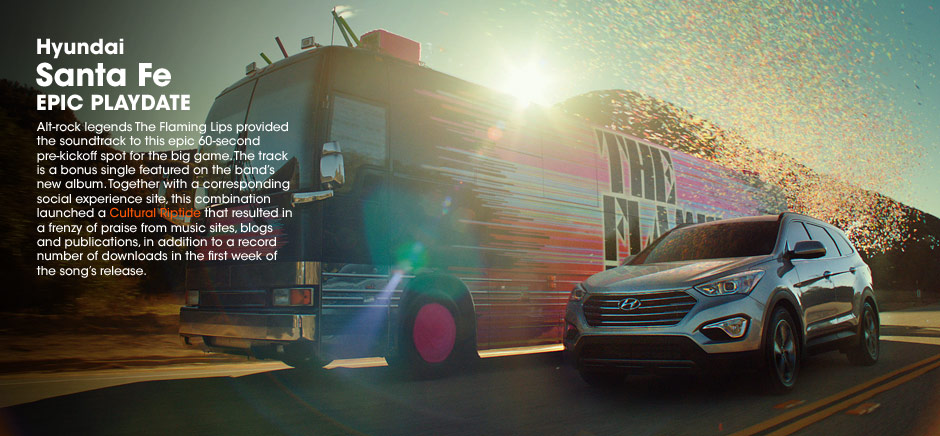 Hyundai
Santa Fe
EPIC PLAYDATE
Alt-rock legends The Flaming Lips provided
the soundtrack to this epic 60-second
pre-kickoff spot for the big game. The track
is a bonus single featured on the band's
new album. Together with a corresponding
social experience site, this combination
launched a Cultural Riptide that resulted in
a frenzy of praise from music sites, blogs
and publications, in addition to a record
number of downloads in the first week of
the song's release.
THE